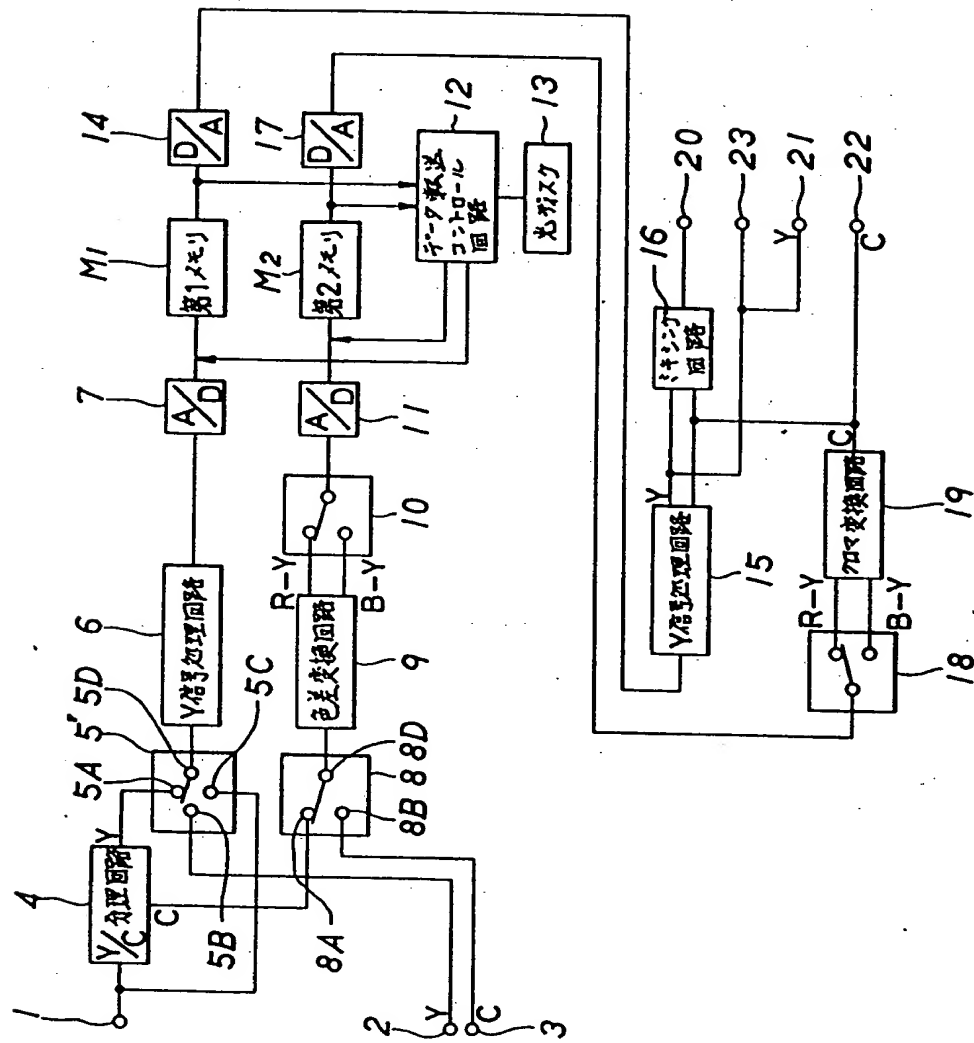 1
4
Y/C分理回路
Y
C
5'
5A
5D
5B
5C
6
Y信号処理回路
7
A/D
M1
第1メモリ
14
D/A
8A
8
8D
8B
9
色差変換回路
R-Y
B-Y
10
11
A/D
M2
第2メモリ
17
D/A
12
データ転送
コントロール
回路
13
光ディスク
2
Y
3
C
15
Y信号処理回路
Y
16
ミキシング
回路
20
23
21
Y
22
C
18
R-Y
B-Y
19
クロマ変換回路
C